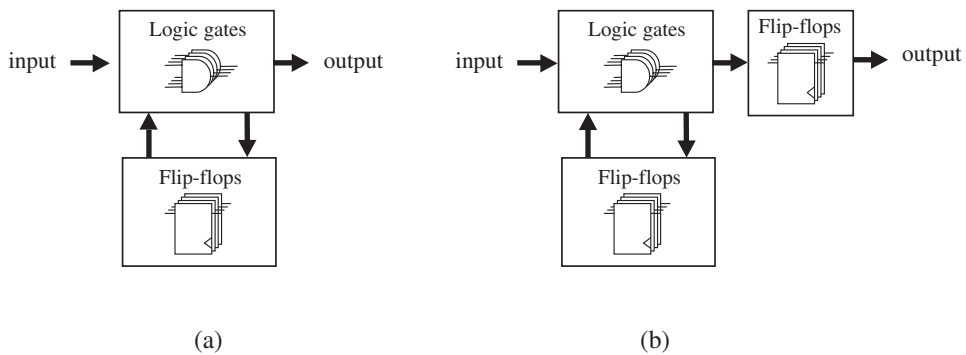 Logic gates
input
output
Flip-flops
(a)
Logic gates
Flip-flops
input
output
Flip-flops
(b)